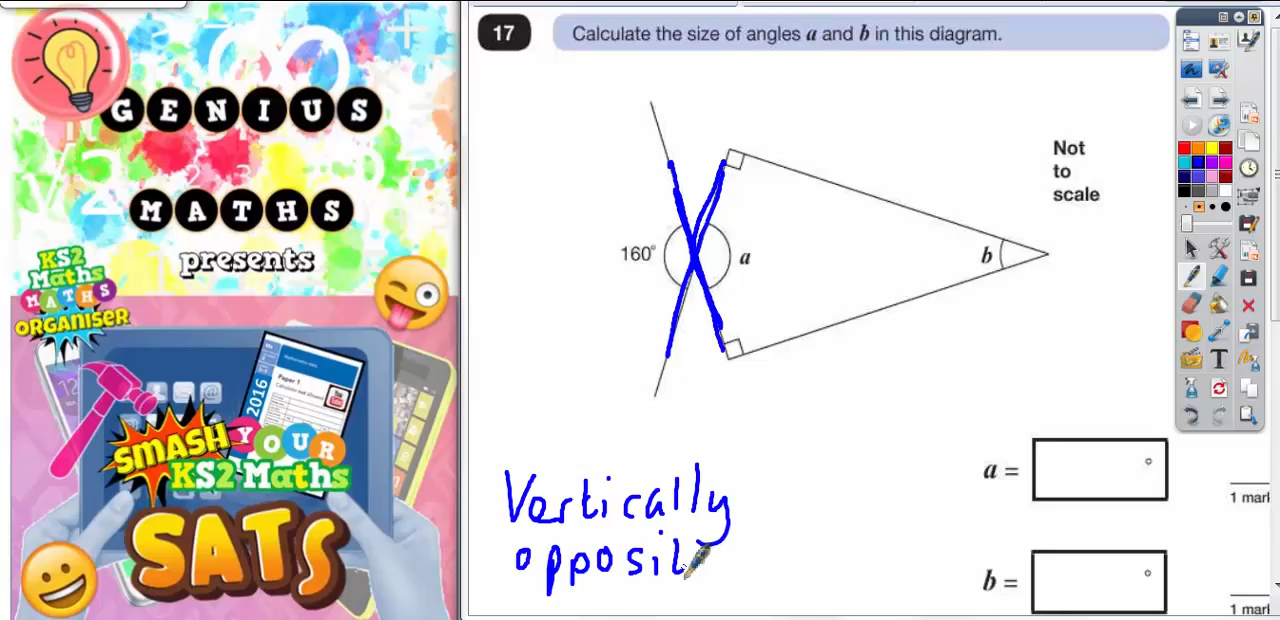 GENIUS
MATHS
presents
KS2
Maths
MATHS
ORGANISER
2016
Paper 1
SMASH YOUR
KS2 Maths
SATS
17
Calculate the size of angles a and b in this diagram.
Not
to
scale
160°
a
b
Vertically
opposit
a = °
1 mark
b = °
1 mark